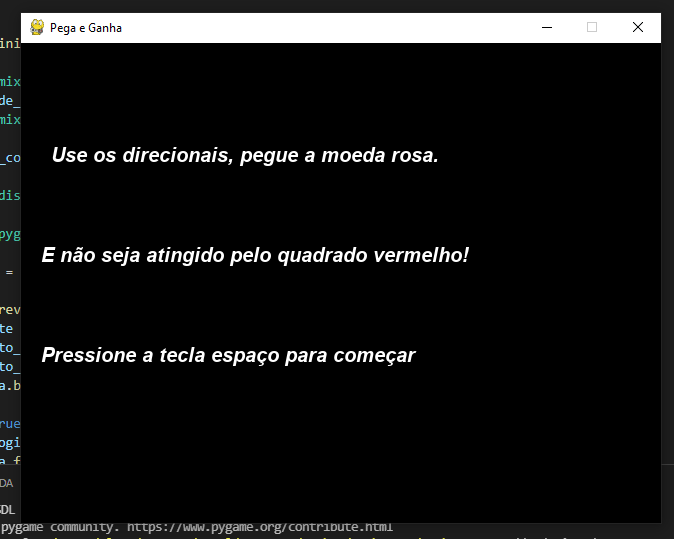 Pega e Ganha
ini
mix
de_
mix
_co
dis
pyg
=
rev
te
to_
to_
a.b
rue
ogi
a f
Use os direcionais, pegue a moeda rosa.
E não seja atingido pelo quadrado vermelho!
Pressione a tecla espaço para começar
DA
SDL
pygame community. https://www.pygame.org/contribute.html